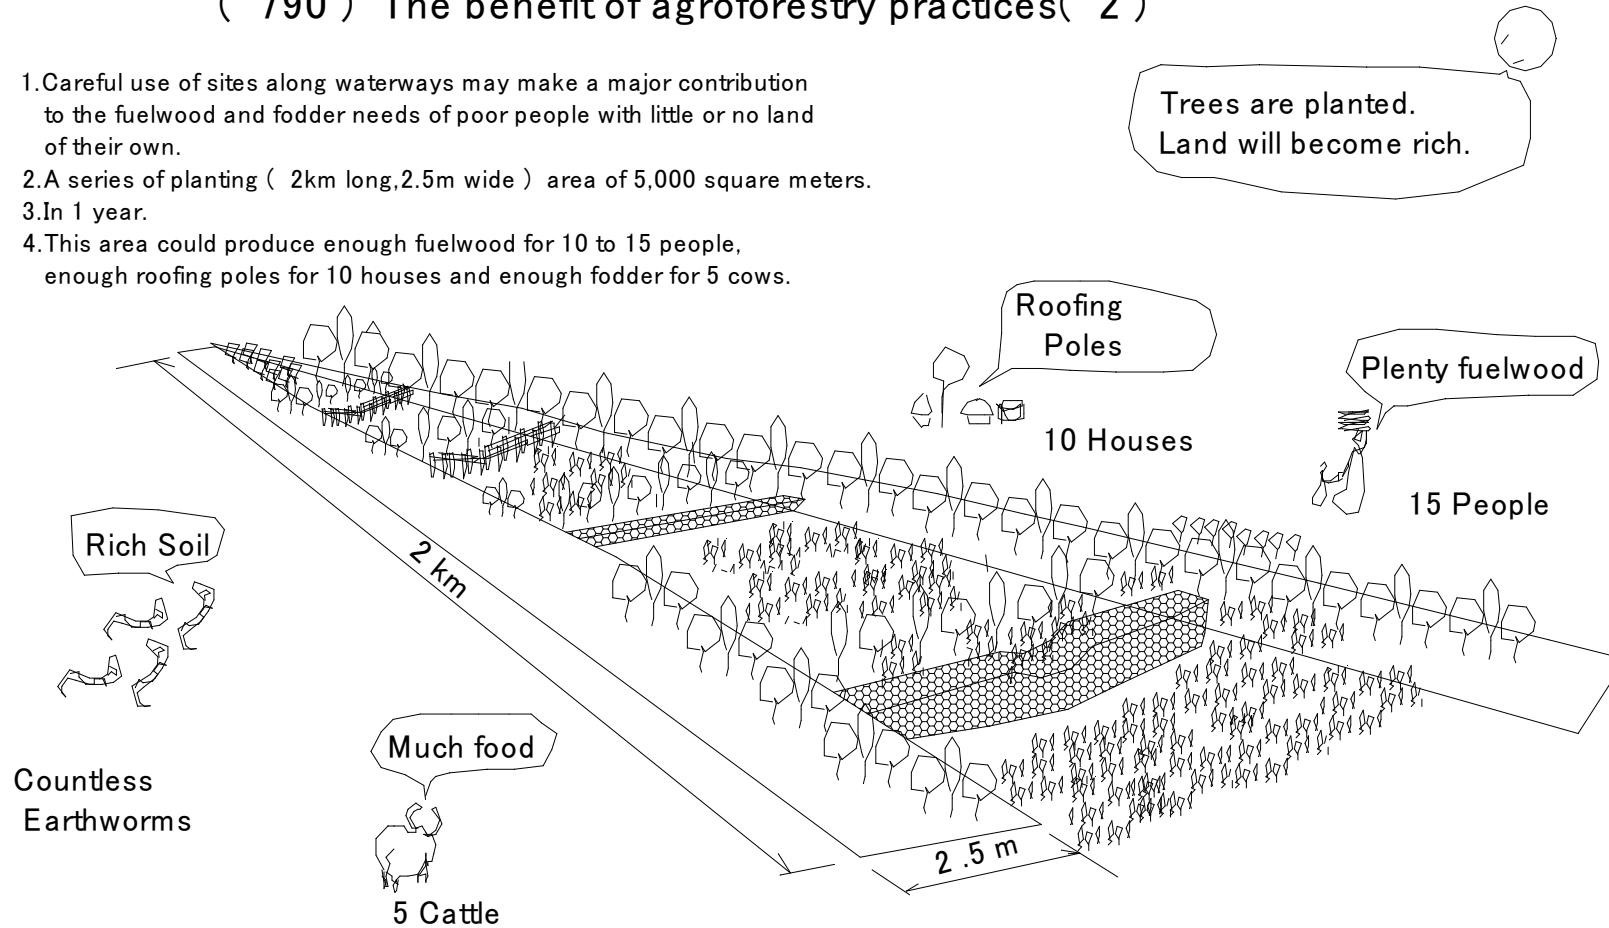 ( 790 ) The benefit of agroforestry practices( 2 )
1.Careful use of sites along waterways may make a major contribution
to the fuelwood and fodder needs of poor people with little or no land
of their own.
2.A series of planting ( 2km long,2.5m wide ) area of 5,000 square meters.
3.In 1 year.
4.This area could produce enough fuelwood for 10 to 15 people,
enough roofing poles for 10 houses and enough fodder for 5 cows.
Trees are planted.
Land will become rich.
Roofing
Poles
10 Houses
Plenty fuelwood
15 People
Rich Soil
2 km
Countless
Earthworms
Much food
5 Cattle
2 .5 m